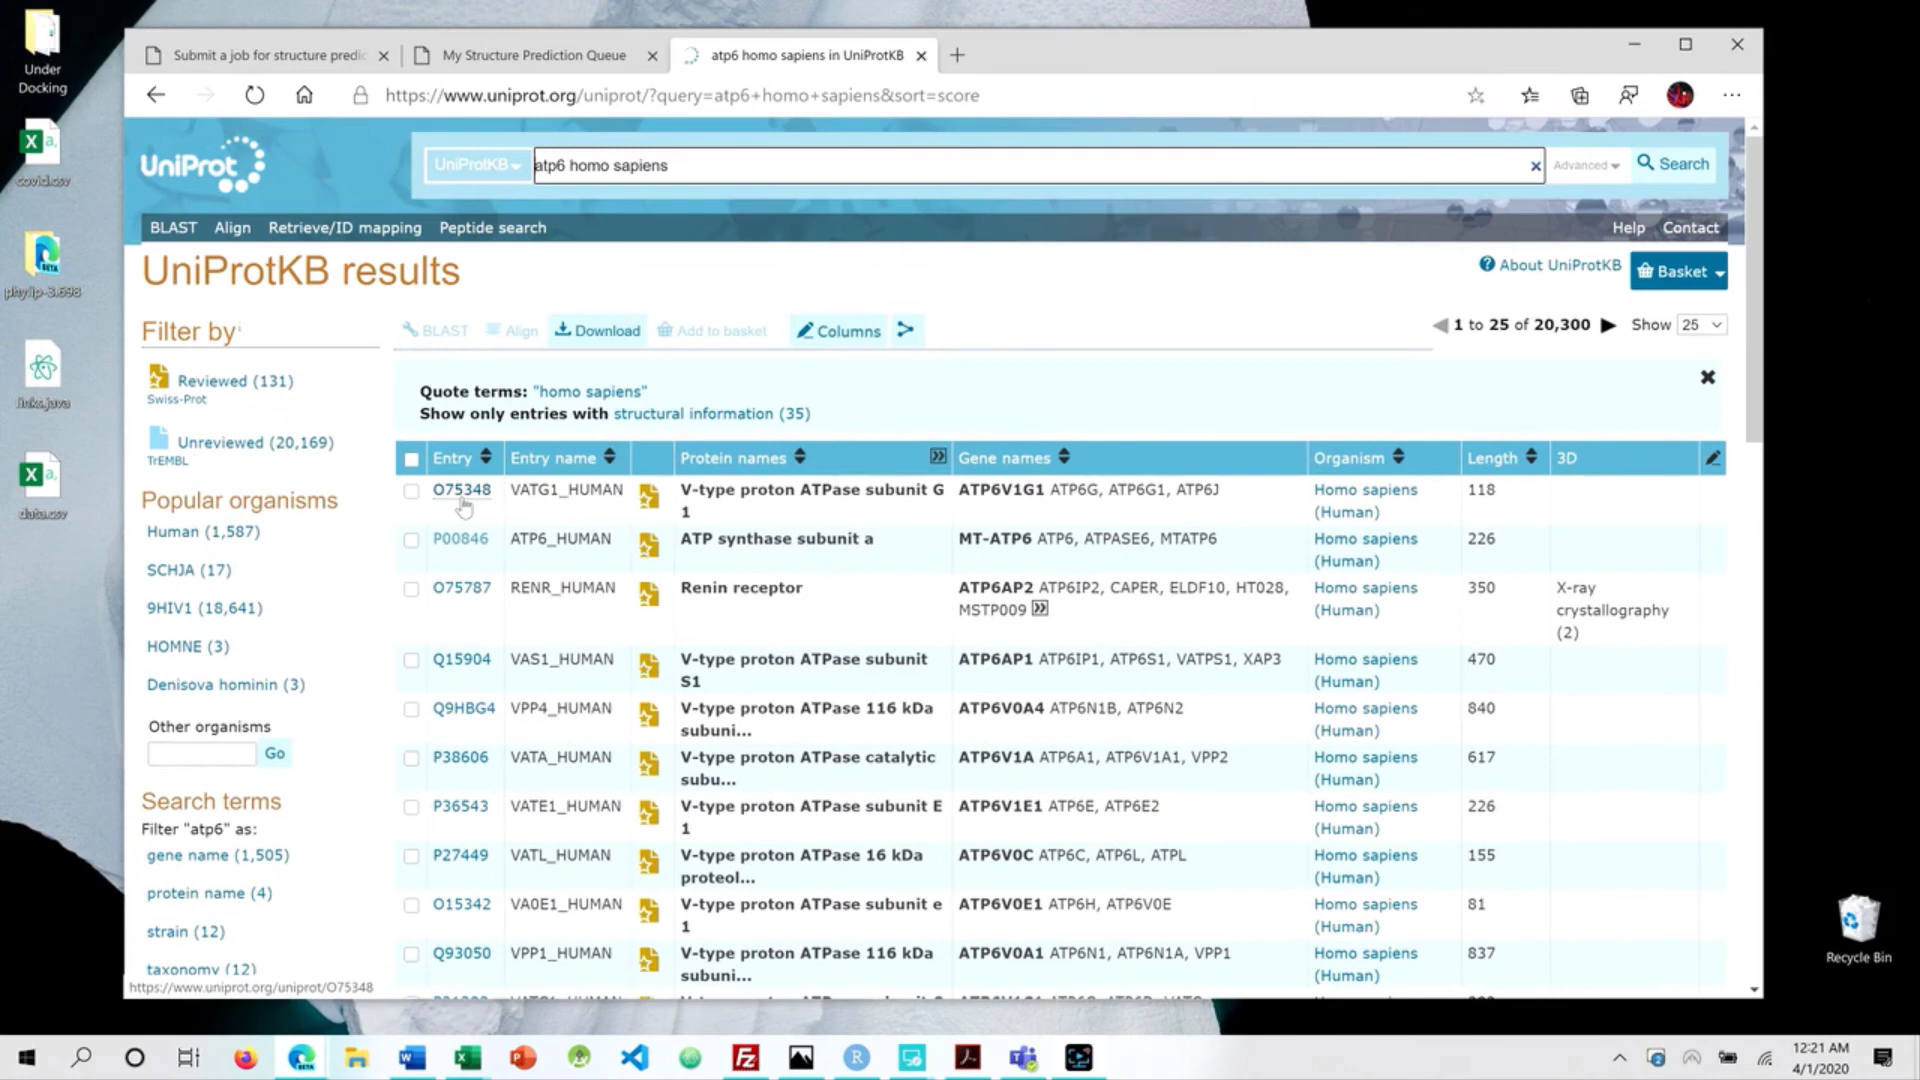 Under
Docking
covid.csv
phylip-3.698
links.java
data.csv
Recycle Bin
Submit a job for structure predic
My Structure Prediction Queue
atp6 homo sapiens in UniProtKB
https://www.uniprot.org/uniprot/?query=atp6+homo+sapiens&sort=score
UniProt
UniProtKB
atp6 homo sapiens
Advanced
Search
BLAST Align Retrieve/ID mapping Peptide search
Help Contact
UniProtKB results
About UniProtKB
Basket
Filter by
Reviewed (131)
Swiss-Prot
Unreviewed (20,169)
TrEMBL
Popular organisms
Human (1,587)
SCHJA (17)
9HIV1 (18,641)
HOMNE (3)
Denisova hominin (3)
Other organisms
Go
Search terms
Filter "atp6" as:
gene name (1,505)
protein name (4)
strain (12)
taxonomy (12)
https://www.uniprot.org/uniprot/O75348
BLAST Align Download Add to basket Columns
1 to 25 of 20,300 Show 25
Quote terms: "homo sapiens"
Show only entries with structural information (35)
Entry Entry name Protein names Gene names Organism Length 3D
O75348 VATG1_HUMAN V-type proton ATPase subunit G ATP6V1G1 ATP6G, ATP6G1, ATP6J Homo sapiens 118
1 (Human)
P00846 ATP6_HUMAN ATP synthase subunit a MT-ATP6 ATP6, ATPASE6, MTATP6 Homo sapiens 226
(Human)
O75787 RENR_HUMAN Renin receptor ATP6AP2 ATP6IP2, CAPER, ELDF10, HT028, Homo sapiens 350 X-ray
MSTP009 (Human) crystallography
(2)
Q15904 VAS1_HUMAN V-type proton ATPase subunit ATP6AP1 ATP6IP1, ATP6S1, VATPS1, XAP3 Homo sapiens 470
S1 (Human)
Q9HBG4 VPP4_HUMAN V-type proton ATPase 116 kDa ATP6V0A4 ATP6N1B, ATP6N2 Homo sapiens 840
subuni... (Human)
P38606 VATA_HUMAN V-type proton ATPase catalytic ATP6V1A ATP6A1, ATP6V1A1, VPP2 Homo sapiens 617
subu... (Human)
P36543 VATE1_HUMAN V-type proton ATPase subunit E ATP6V1E1 ATP6E, ATP6E2 Homo sapiens 226
1 (Human)
P27449 VATL_HUMAN V-type proton ATPase 16 kDa ATP6V0C ATP6C, ATP6L, ATPL Homo sapiens 155
proteol... (Human)
O15342 VA0E1_HUMAN V-type proton ATPase subunit e ATP6V0E1 ATP6H, ATP6V0E Homo sapiens 81
1 (Human)
Q93050 VPP1_HUMAN V-type proton ATPase 116 kDa ATP6V0A1 ATP6N1, ATP6N1A, VPP1 Homo sapiens 837
subuni... (Human)
12:21 AM
4/1/2020